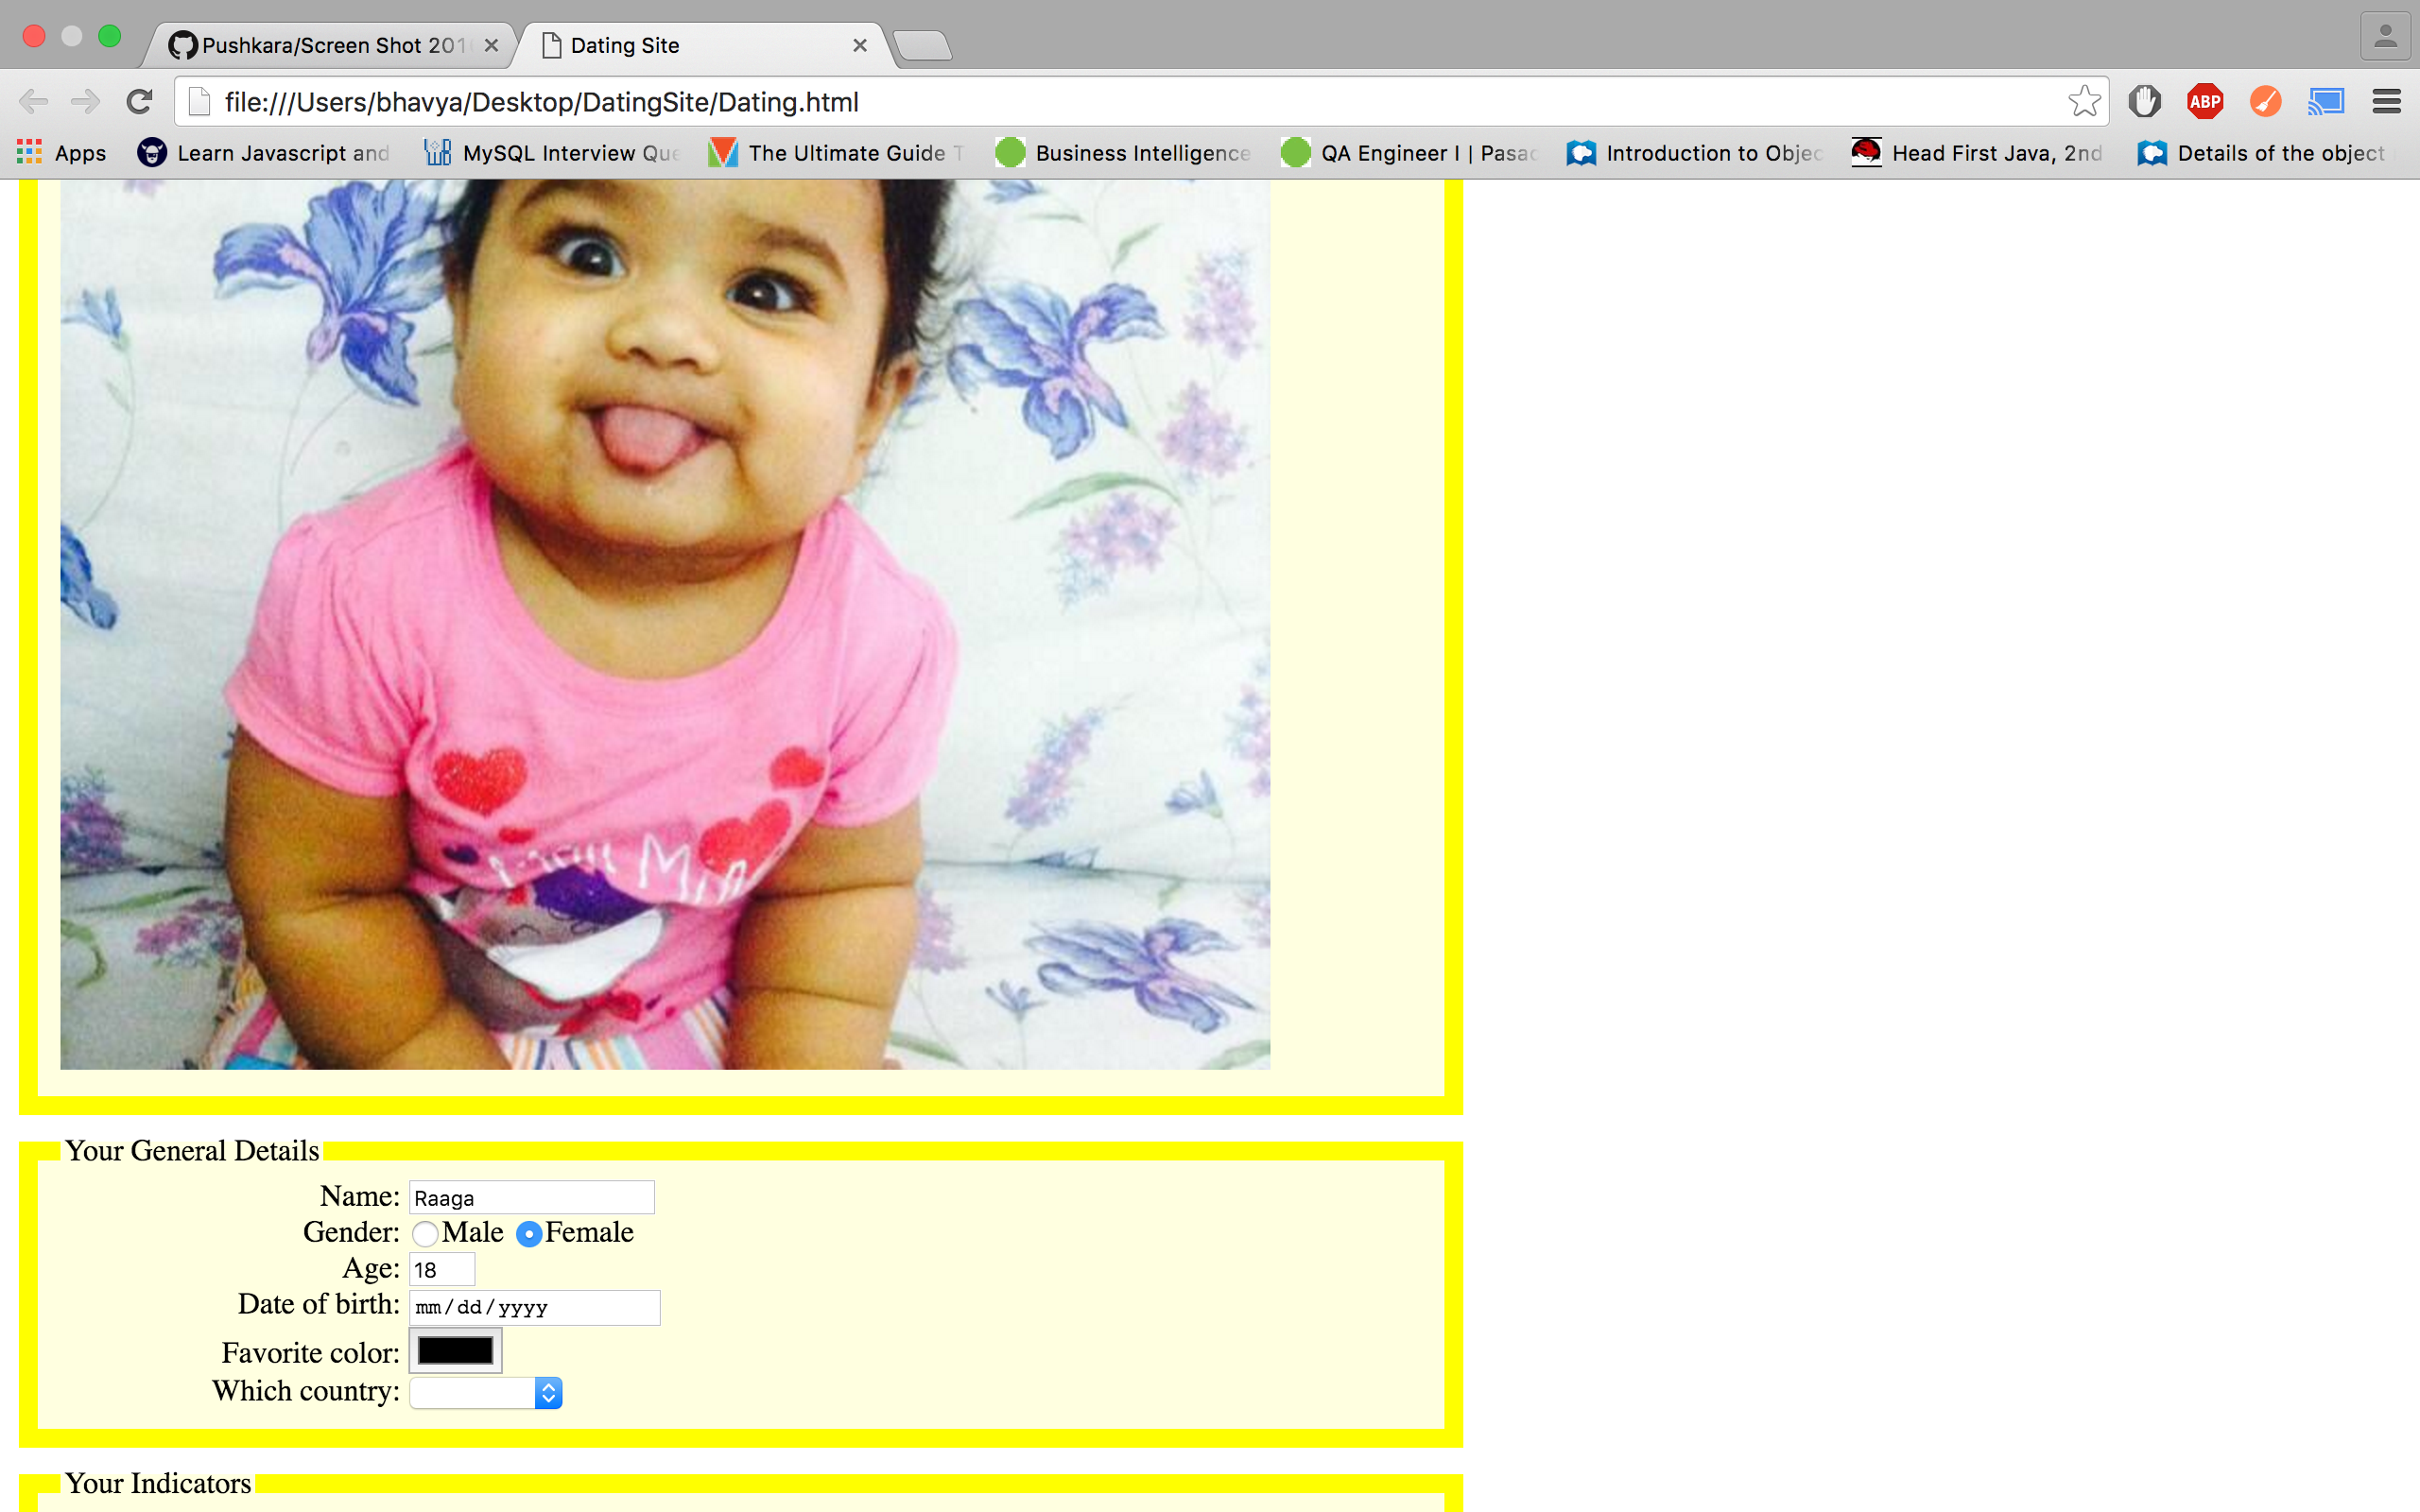 Pushkara/Screen Shot 201
Dating Site
file:///Users/bhavya/Desktop/DatingSite/Dating.html
ABP
Apps
Learn Javascript and
MySQL Interview Que
The Ultimate Guide T
Business Intelligence
QA Engineer I | Pasac
Introduction to Objec
Head First Java, 2nd
Details of the object
Your General Details
Name: Raaga
Gender: Male Female
Age: 18
Date of birth: mm/dd/yyyy
Favorite color:
Which country:
Your Indicators